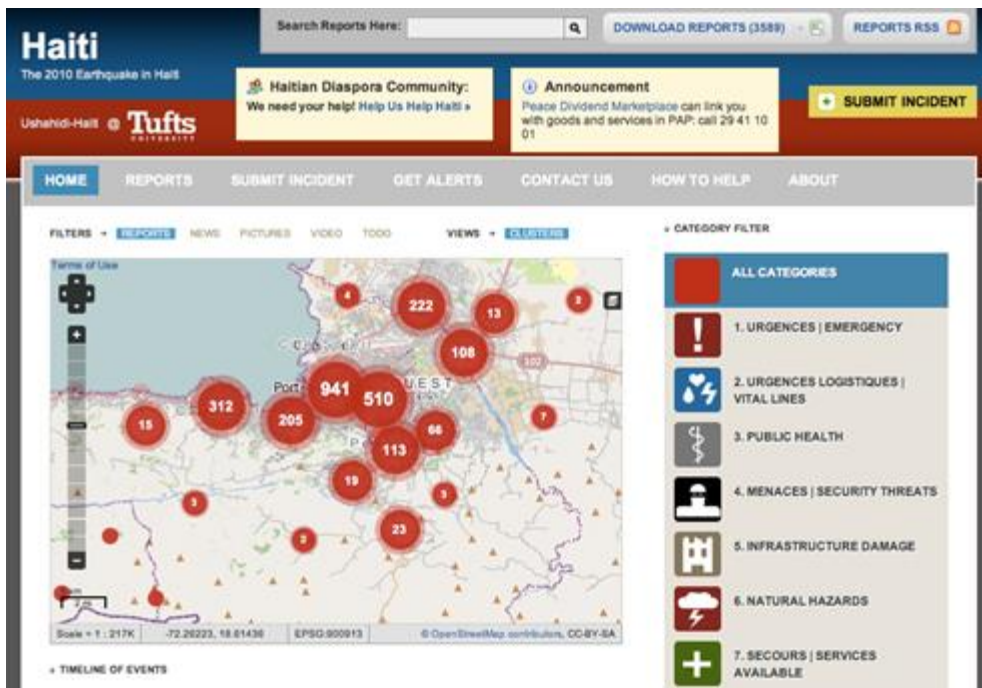 Search Reports Here:
DOWNLOAD REPORTS (3589)
REPORTS RSS
Haiti
The 2010 Earthquake in Haiti
Haitian Diaspora Community:
We need your help! Help Us Help Haiti »
Announcement
Peace Dividend Marketplace can link you
with goods and services in PAP: call 29 41 10
01
SUBMIT INCIDENT
Ushahidi-Haiti @ Tufts
UNIVERSITY
HOME
REPORTS
SUBMIT INCIDENT
GET ALERTS
CONTACT US
HOW TO HELP
ABOUT
FILTERS
REPORTS
NEWS
PICTURES
VIDEO
TODO
VIEWS
CLUSTERS
CATEGORY FILTER
Terms of Use
4
222
13
2
108
102
Port
941
510
UEST
312
205
15
7
66
113
19
3
3
23
2
2 mi
Scale = 1 : 217K
-72.26223, 18.61436
EPSG:900913
© OpenStreetMap contributors, CC-BY-SA
TIMELINE OF EVENTS
ALL CATEGORIES
1. URGENCES | EMERGENCY
2. URGENCES LOGISTIQUES |
VITAL LINES
3. PUBLIC HEALTH
4. MENACES | SECURITY THREATS
5. INFRASTRUCTURE DAMAGE
6. NATURAL HAZARDS
7. SECOURS | SERVICES
AVAILABLE